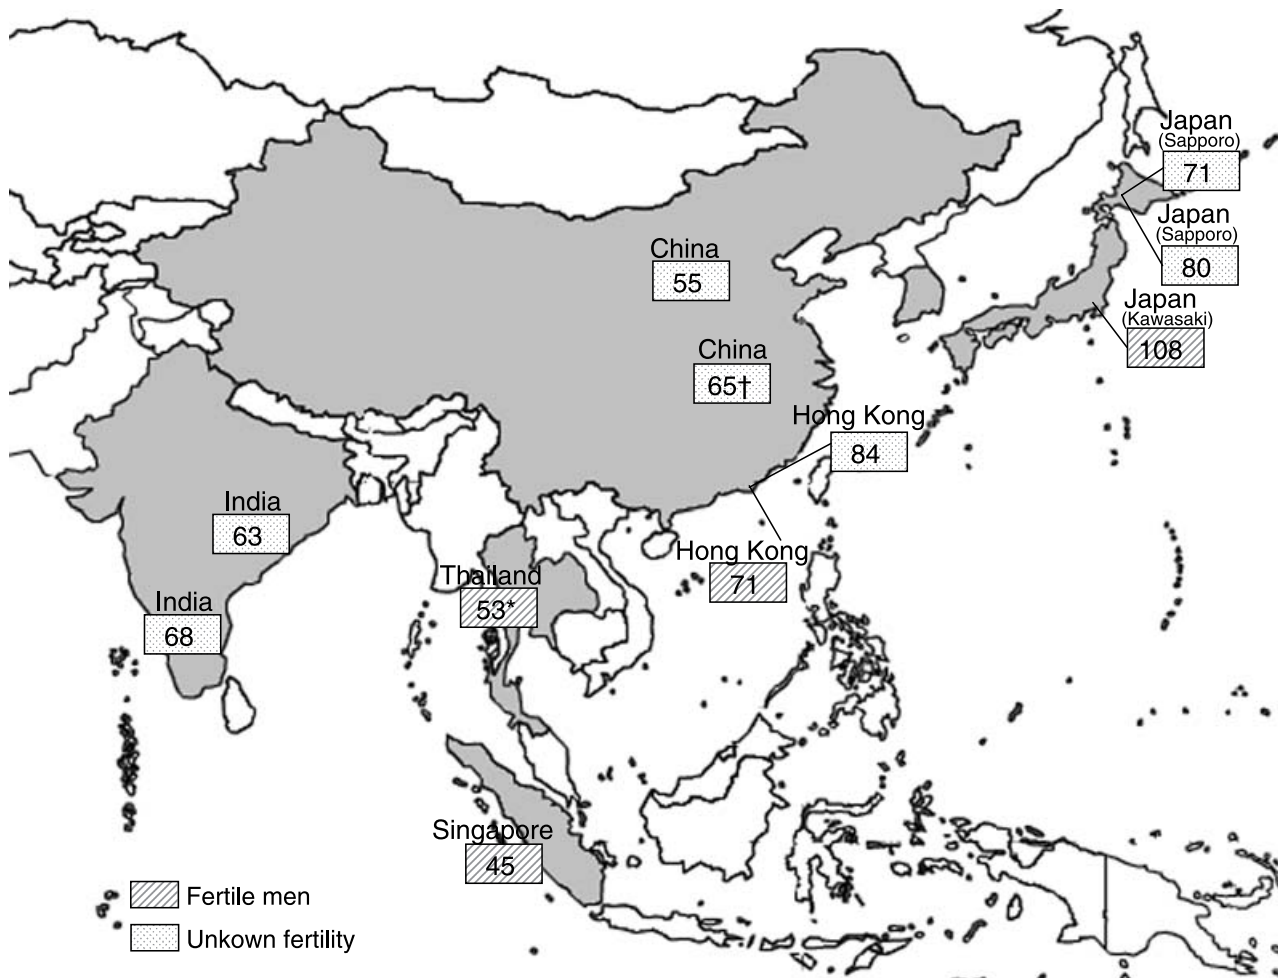 Japan
(Sapporo)
71
Japan
(Sapporo)
80
Japan
(Kawasaki)
108
China
55
China
65†
Hong Kong
84
Hong Kong
71
India
63
India
68
Thailand
53*
Singapore
45
Fertile men
Unkown fertility